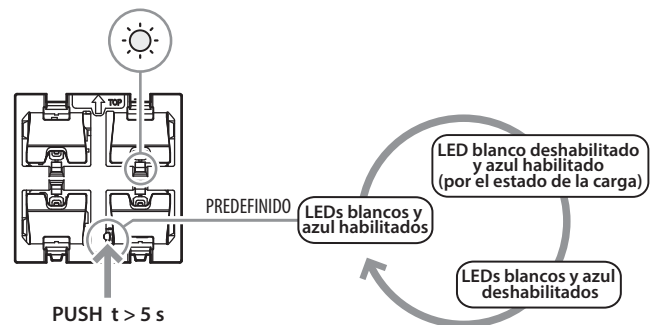 TOP
LED blanco deshabilitado
y azul habilitado
(por el estado de la carga)
PREDEFINIDO
LEDs blancos y
azul habilitados
LEDs blancos y azul
deshabilitados
PUSH t > 5 s